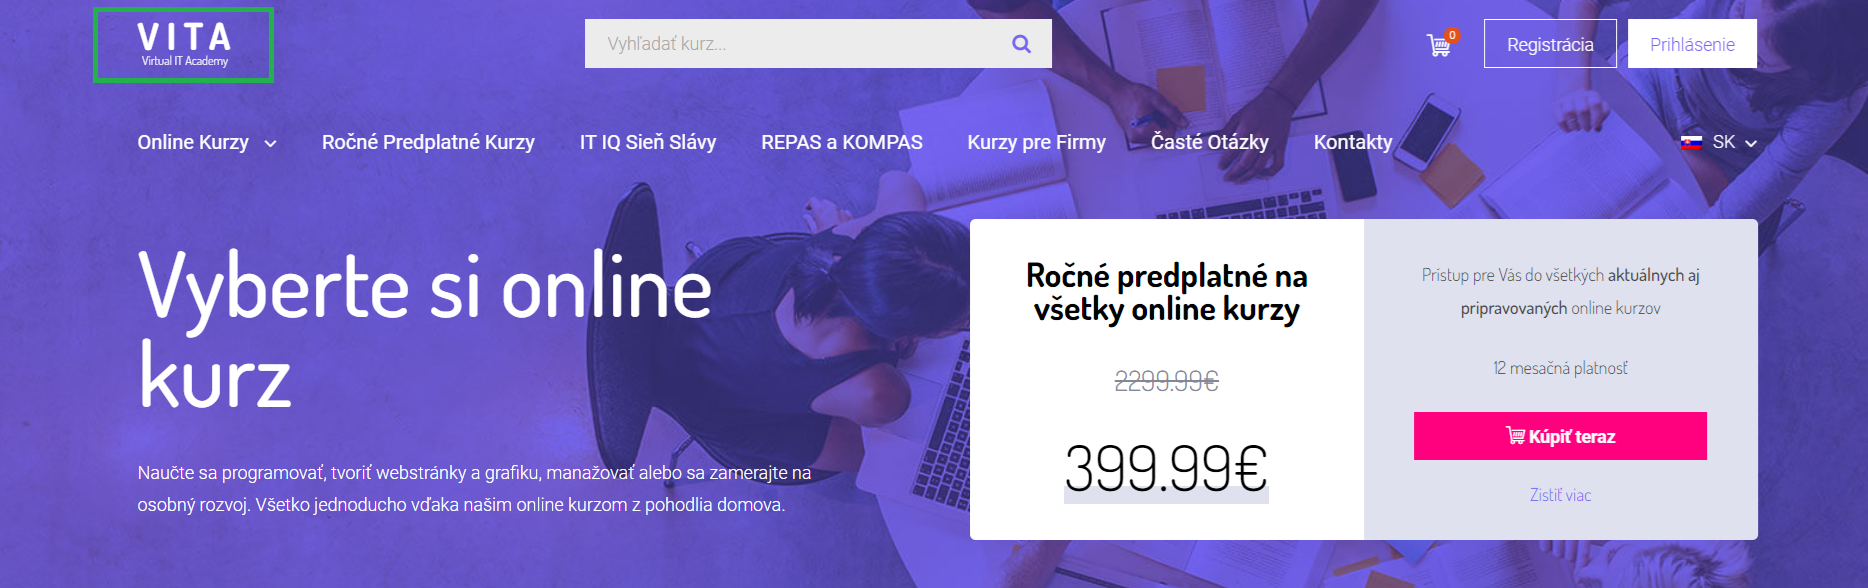 VITA
Virtual IT Academy
Vyhľadať kurz...
0
Registrácia
Prihlásenie
Online Kurzy
Ročné Predplatné Kurzy
IT IQ Sieň Slávy
REPAS a KOMPAS
Kurzy pre Firmy
Časté Otázky
Kontakty
SK
Vyberte si online
kurz
Naučte sa programovať, tvoriť webstránky a grafiku, manažovať alebo sa zamerajte na
osobný rozvoj. Všetko jednoducho vďaka našim online kurzom z pohodlia domova.
Ročné predplatné na
všetky online kurzy
2299.99€
399.99€
Pristup pre Vás do všetkých aktuálnych aj
pripravovaných online kurzov
12 mesačná platnosť
Kúpiť teraz
Zistiť viac